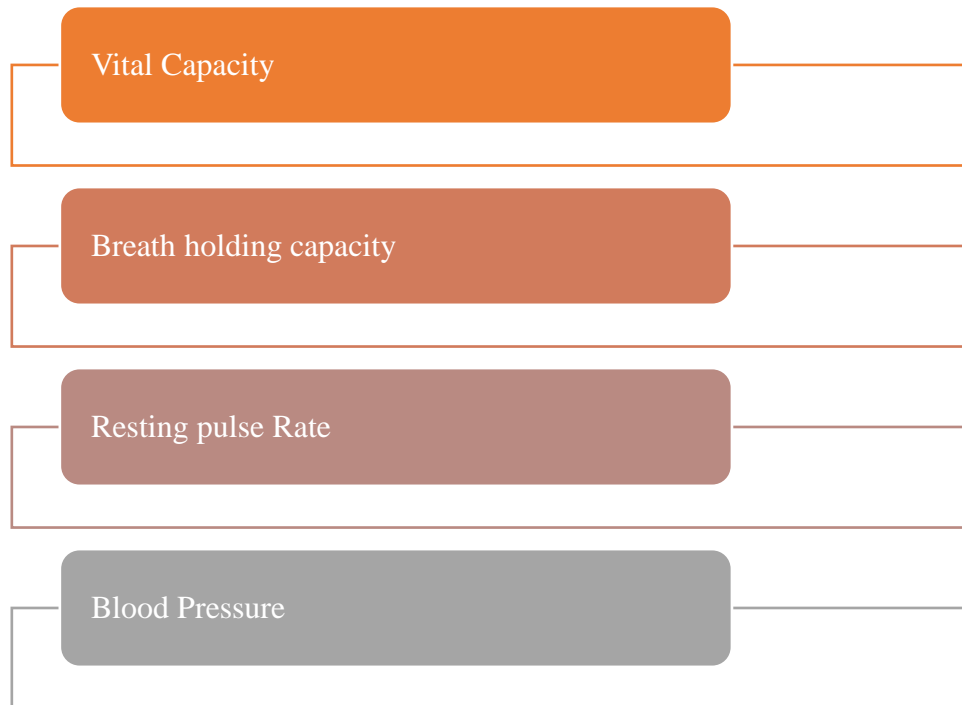 Vital Capacity
Breath holding capacity
Resting pulse Rate
Blood Pressure